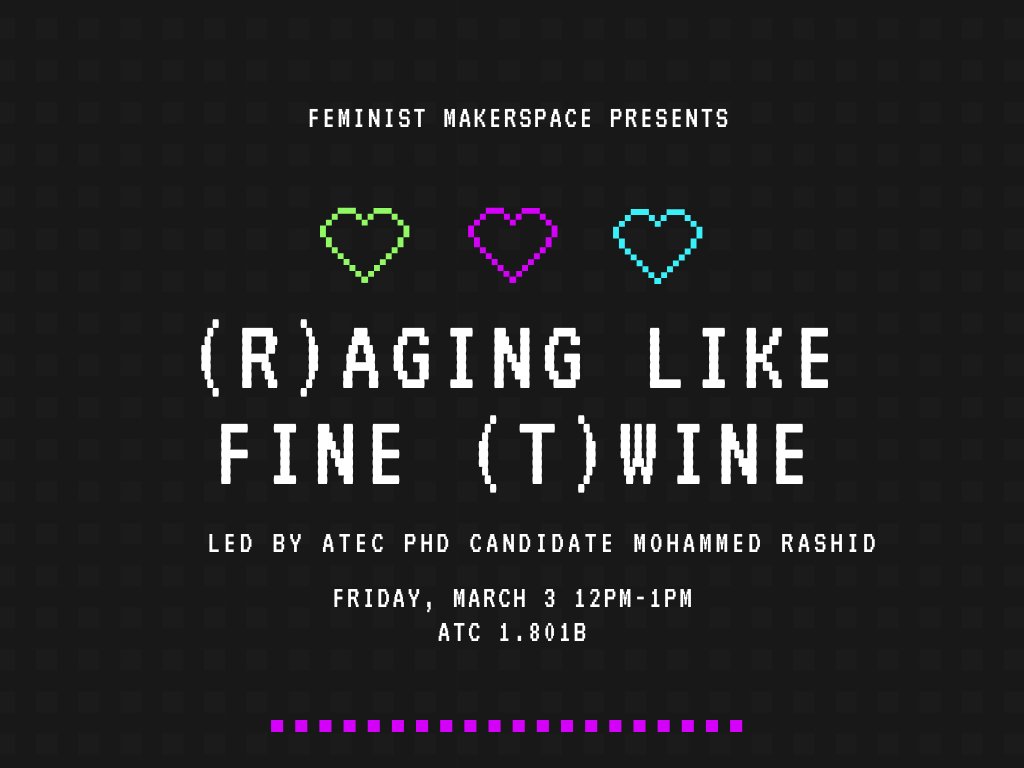 FEMINIST MAKERSPACE PRESENTS
(R)AGING LIKE
FINE (T)WINE
LED BY ATEC PHD CANDIDATE MOHAMMED RASHID
FRIDAY, MARCH 3 12PM-1PM
ATC 1.801B